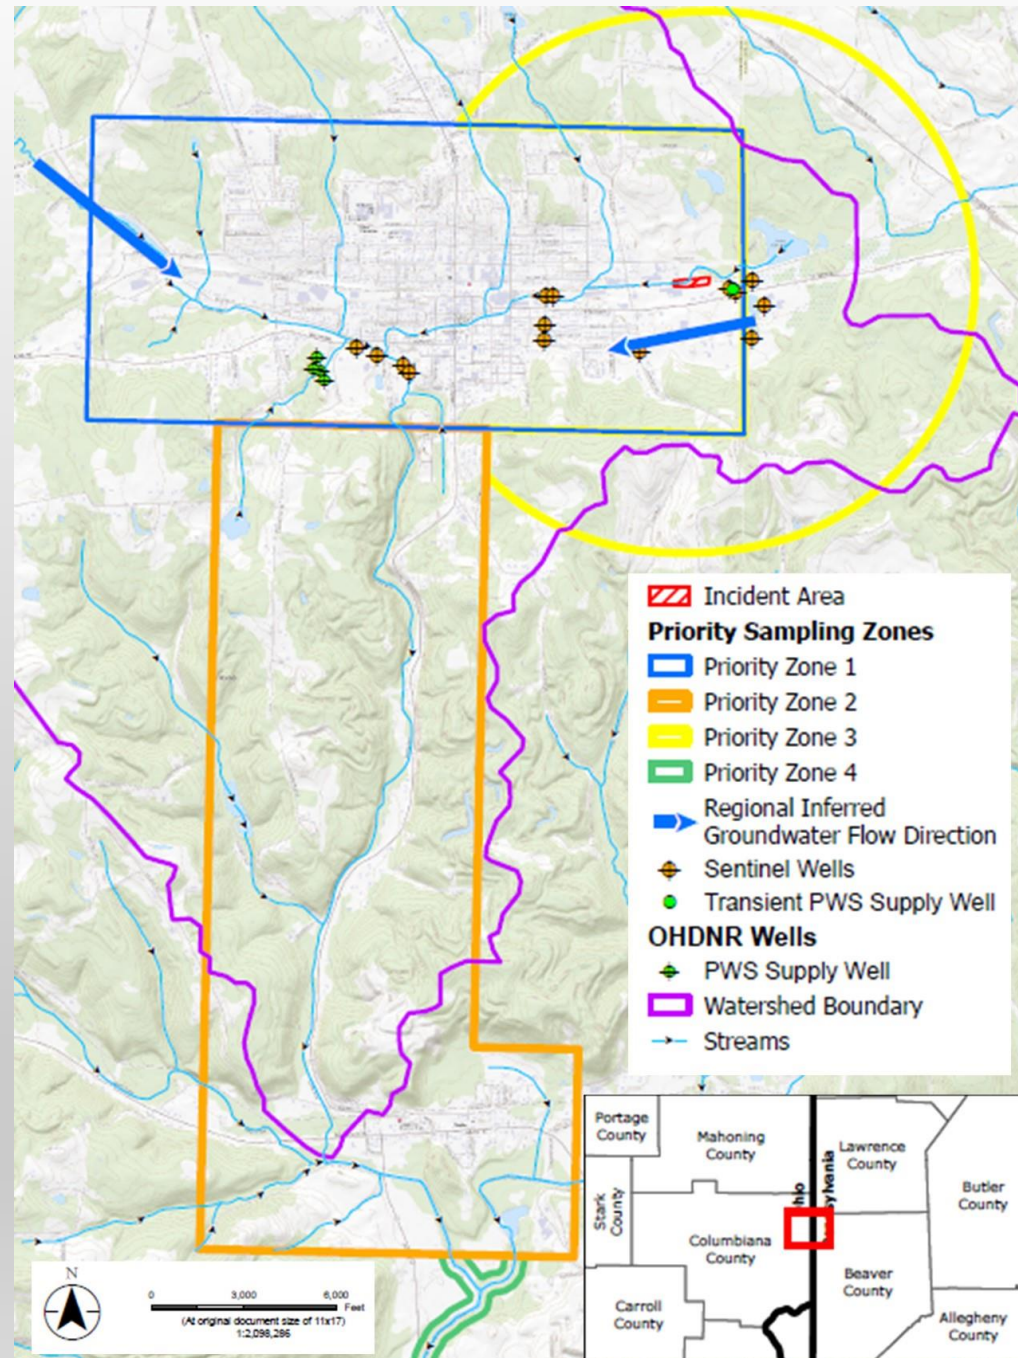 Incident Area
Priority Sampling Zones
Priority Zone 1
Priority Zone 2
Priority Zone 3
Priority Zone 4
Regional Inferred
Groundwater Flow Direction
Sentinel Wells
Transient PWS Supply Well
OHDNR Wells
PWS Supply Well
Watershed Boundary
Streams
N
0 3,000 6,000
Feet
(At original document size of 11x17)
1:2,098,286
Portage
County
Mahoning
County
Lawrence
County
Butler
County
Stark
County
hio
sylvania
Columbiana
County
Beaver
County
Carroll
County
Allegheny
County